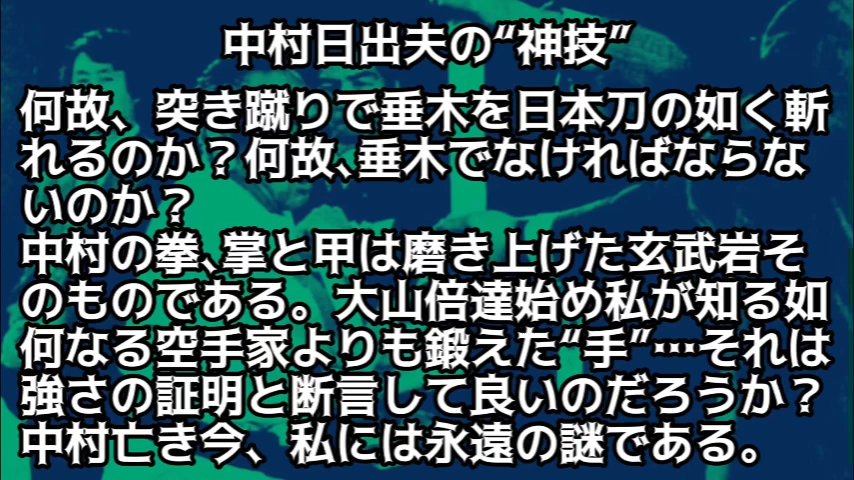 中村日出夫の“神技”
何故、突き蹴りで垂木を日本刀の如く斬
れるのか？何故､垂木でなければならな
いのか？
中村の拳､掌と甲は磨き上げた玄武岩そ
のものである。大山倍達始め私が知る如
何なる空手家よりも鍛えた“手”…それは
強さの証明と断言して良いのだろうか？
中村亡き今、私には永遠の謎である。